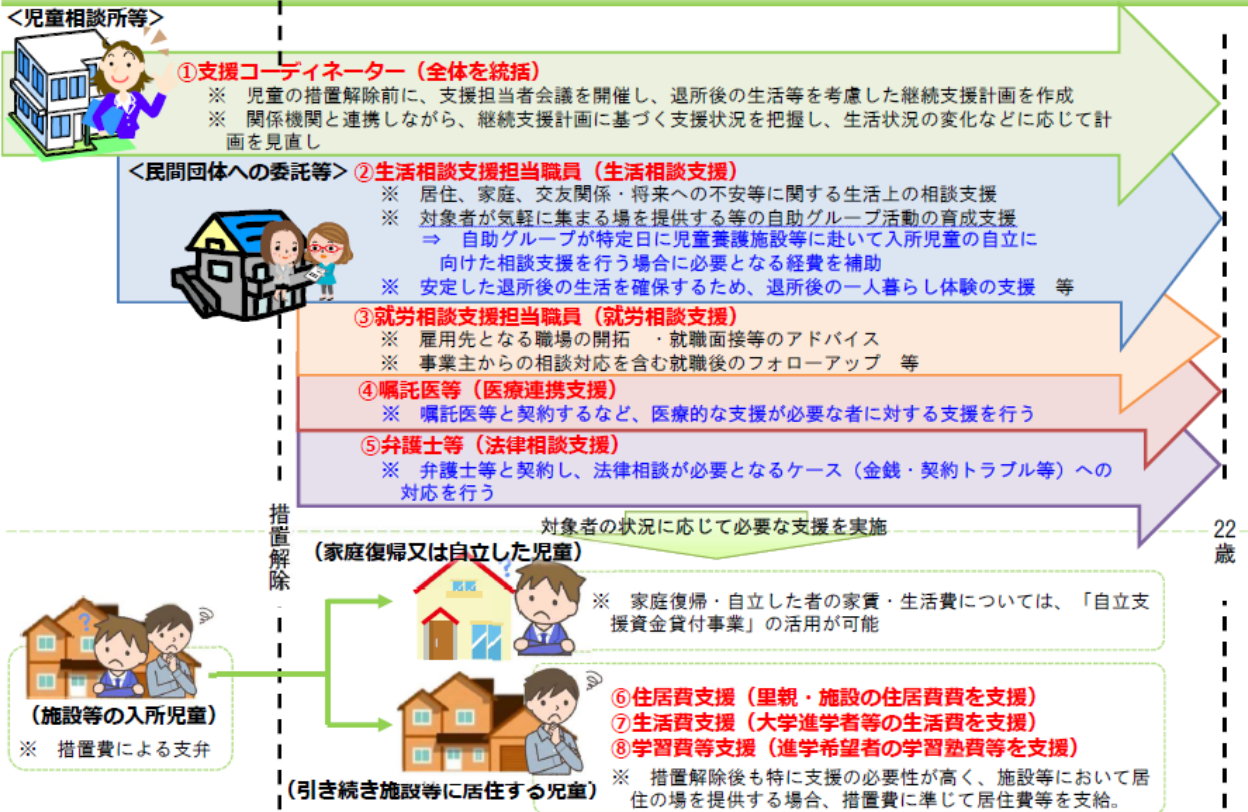 <児童相談所等>
①支援コーディネーター（全体を統括）
※　児童の措置解除前に、支援担当者会議を開催し、退所後の生活等を考慮した継続支援計画を作成
※　関係機関と連携しながら、継続支援計画に基づく支援状況を把握し、生活状況の変化などに応じて計
画を見直し
<民間団体への委託等>
②生活相談支援担当職員（生活相談支援）
※　居住、家庭、交友関係・将来への不安等に関する生活上の相談支援
※　対象者が気軽に集まる場を提供する等の自助グループ活動の育成支援
⇒　自助グループが特定日に児童養護施設等に赴いて入所児童の自立に
向けた相談支援を行う場合に必要となる経費を補助
※　安定した退所後の生活を確保するため、退所後の一人暮らし体験の支援　等
③就労相談支援担当職員（就労相談支援）
※　雇用先となる職場の開拓　・就職面接等のアドバイス
※　事業主からの相談対応を含む就職後のフォローアップ　等
④嘱託医等（医療連携支援）
※　嘱託医等と契約するなど、医療的な支援が必要な者に対する支援を行う
⑤弁護士等（法律相談支援）
※　弁護士等と契約し、法律相談が必要となるケース（金銭・契約トラブル等）への
対応を行う
措置解除
対象者の状況に応じて必要な支援を実施
22歳
（家庭復帰又は自立した児童）
※　家庭復帰・自立した者の家賃・生活費については、「自立支
援資金貸付事業」の活用が可能
（施設等の入所児童）
※　措置費による支弁
⑥住居費支援（里親・施設の住居費費を支援）
⑦生活費支援（大学進学者等の生活費を支援）
⑧学習費等支援（進学希望者の学習塾費等を支援）
（引き続き施設等に居住する児童）
※　措置解除後も特に支援の必要性が高く、施設等において居
住の場を提供する場合、措置費に準じて居住費等を支給。